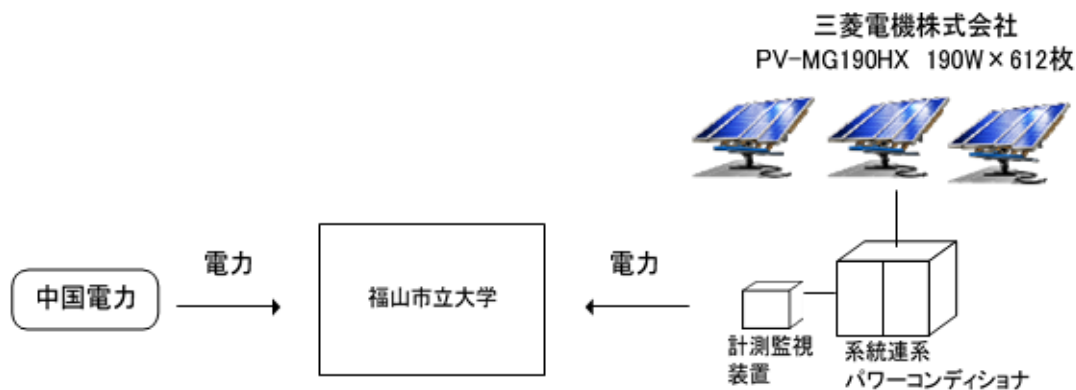 三菱電機株式会社
PV-MG190HX 190W×612枚
電力
電力
中国電力
福山市立大学
計測監視
装置
系統連系
パワーコンディショナ